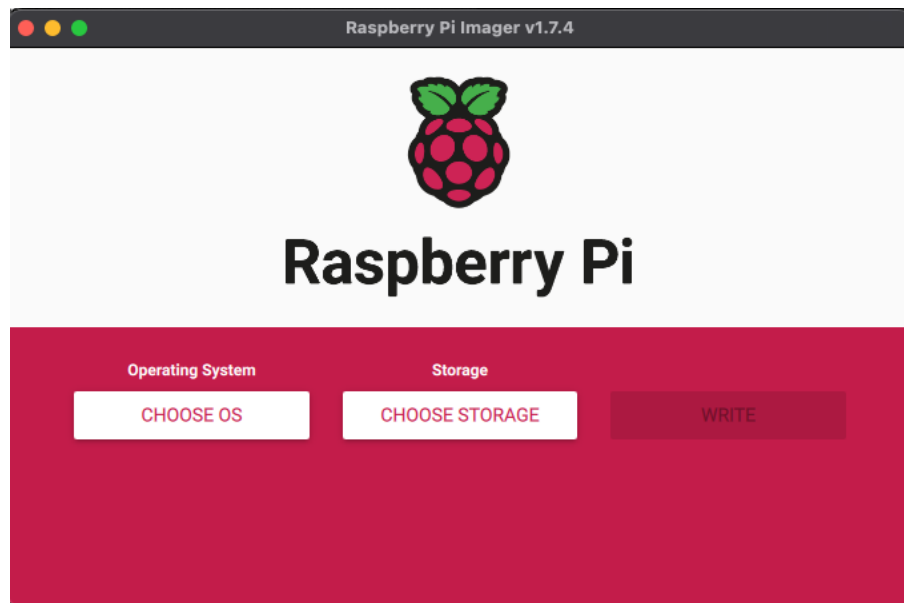 Raspberry Pi Imager v1.7.4
Raspberry Pi
Operating System
Storage
CHOOSE OS
CHOOSE STORAGE
WRITE